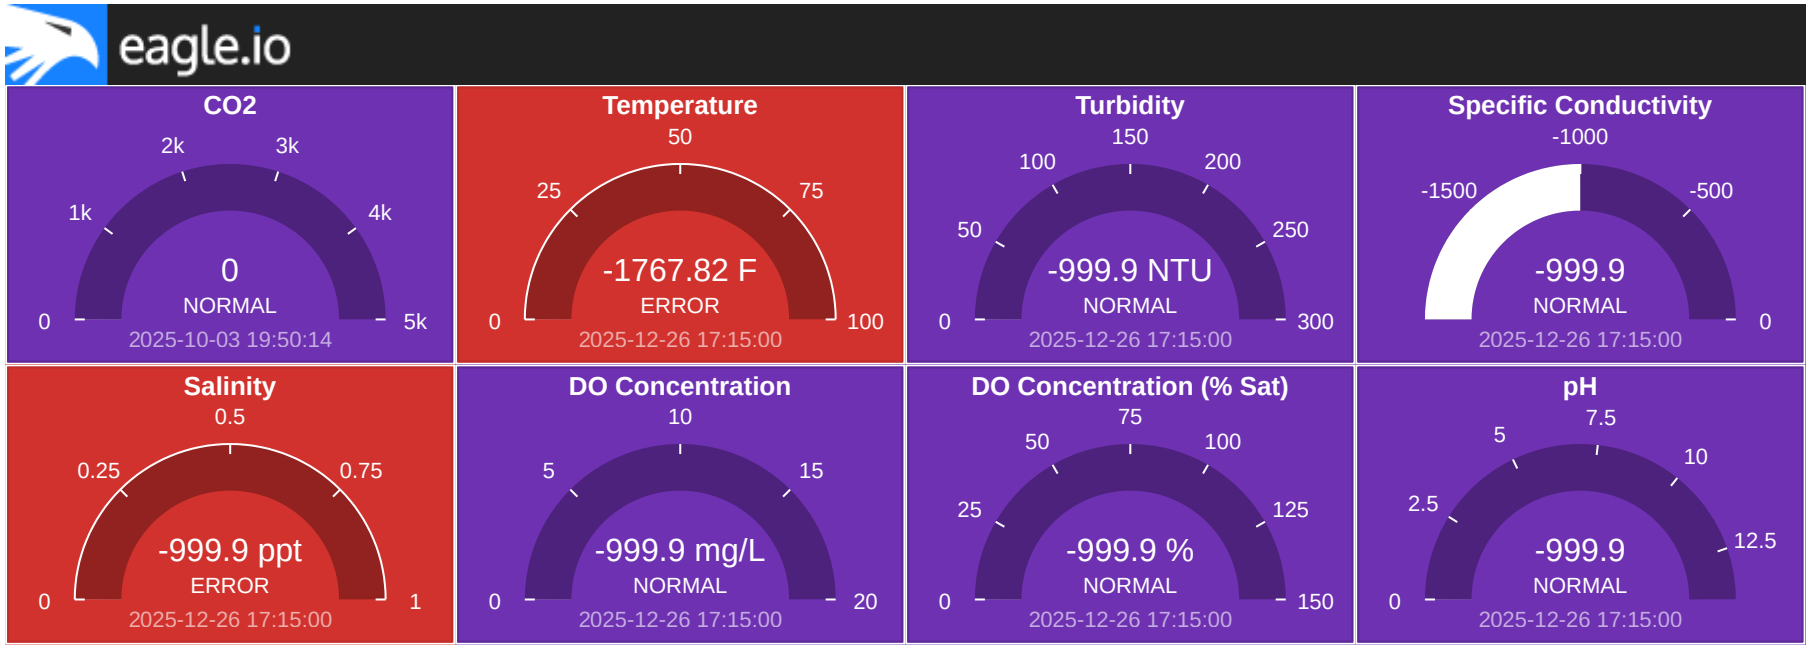 eagle.io
CO2
2k
3k
1k
4k
0
NORMAL
0
5k
2025-10-03 19:50:14
Temperature
50
25
75
-1767.82 F
ERROR
0
100
2025-12-26 17:15:00
Turbidity
150
100
200
50
250
-999.9 NTU
NORMAL
0
300
2025-12-26 17:15:00
Specific Conductivity
-1000
-1500
-500
-999.9
NORMAL
0
2025-12-26 17:15:00
Salinity
0.5
0.25
0.75
-999.9 ppt
ERROR
0
1
2025-12-26 17:15:00
DO Concentration
10
5
15
-999.9 mg/L
NORMAL
0
20
2025-12-26 17:15:00
DO Concentration (% Sat)
75
50
100
25
125
-999.9 %
NORMAL
0
150
2025-12-26 17:15:00
pH
7.5
5
10
2.5
12.5
-999.9
NORMAL
0
2025-12-26 17:15:00